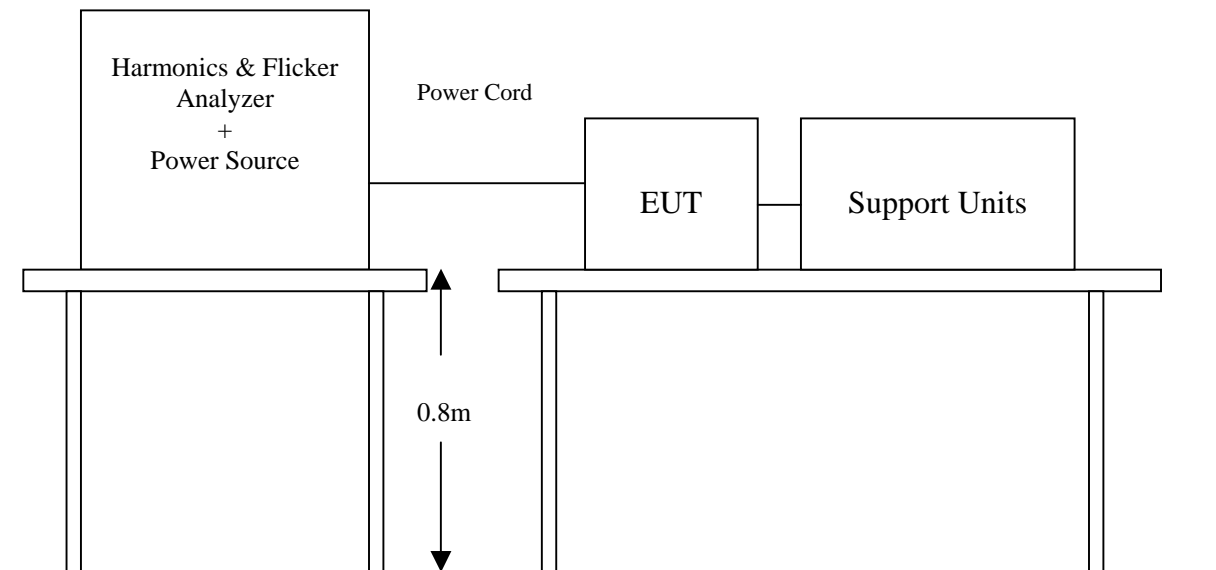 Harmonics & Flicker
Analyzer
+
Power Source
Power Cord
EUT
Support Units
0.8m